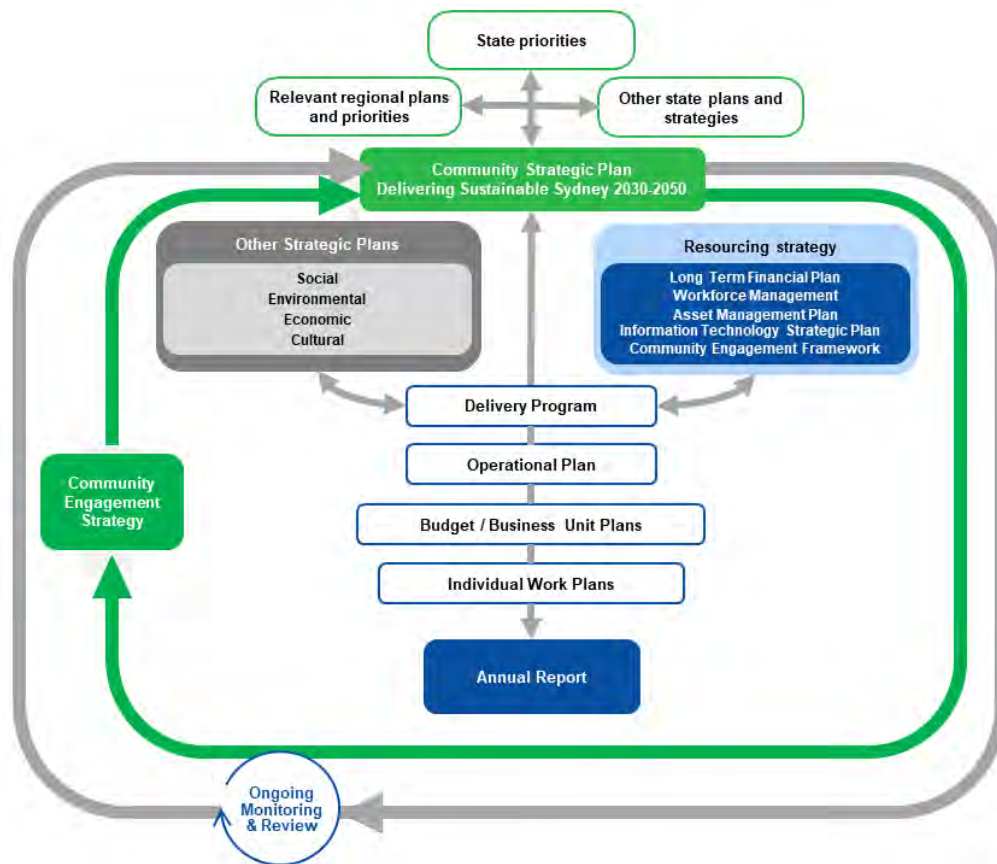 State priorities
Relevant regional plans
and priorities
Other state plans and
strategies
Community Strategic Plan
Delivering Sustainable Sydney 2030-2050
Other Strategic Plans
Social
Environmental
Economic
Cultural
Resourcing strategy
Long Term Financial Plan
Workforce Management
Asset Management Plan
Information Technology Strategic Plan
Community Engagement Framework
Delivery Program
Operational Plan
Community
Engagement
Strategy
Budget / Business Unit Plans
Individual Work Plans
Annual Report
Ongoing
Monitoring
& Review